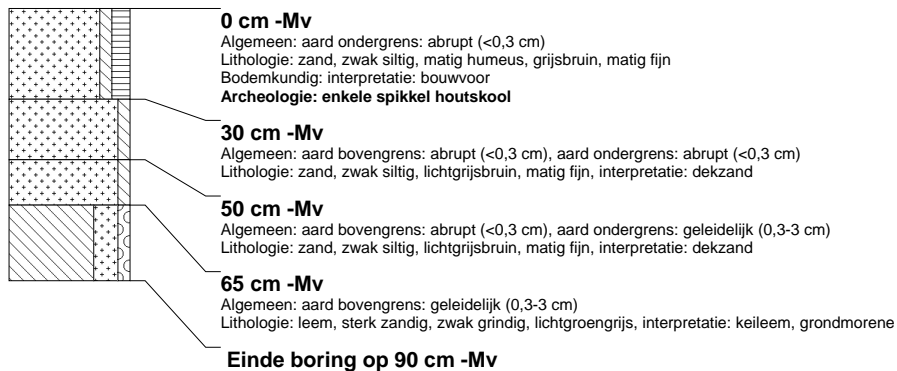 0 cm -Mv
Algemeen: aard ondergrens: abrupt (<0,3 cm)
Lithologie: zand, zwak siltig, matig humeus, grijsbruin, matig fijn
Bodemkundig: interpretatie: bouwvoor
Archeologie: enkele spikkel houtskool
30 cm -Mv
Algemeen: aard bovengrens: abrupt (<0,3 cm), aard ondergrens: abrupt (<0,3 cm)
Lithologie: zand, zwak siltig, lichtgrijsbruin, matig fijn, interpretatie: dekzand
50 cm -Mv
Algemeen: aard bovengrens: abrupt (<0,3 cm), aard ondergrens: geleidelijk (0,3-3 cm)
Lithologie: zand, zwak siltig, lichtgrijsbruin, matig fijn, interpretatie: dekzand
65 cm -Mv
Algemeen: aard bovengrens: geleidelijk (0,3-3 cm)
Lithologie: leem, sterk zandig, zwak grindig, lichtgroengrijs, interpretatie: keileem, grondmorene
Einde boring op 90 cm -Mv